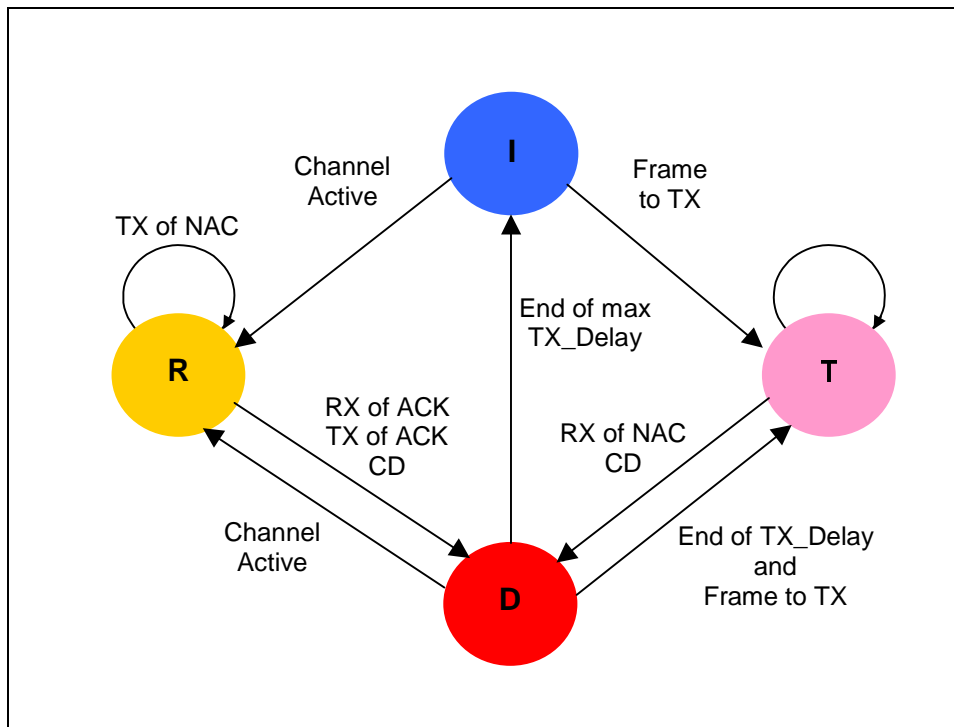 I
Channel
Active
Frame
to TX
TX of NAC
End of max
TX_Delay
R
T
RX of ACK
TX of ACK
CD
RX of NAC
CD
Channel
Active
End of TX_Delay
and
Frame to TX
D